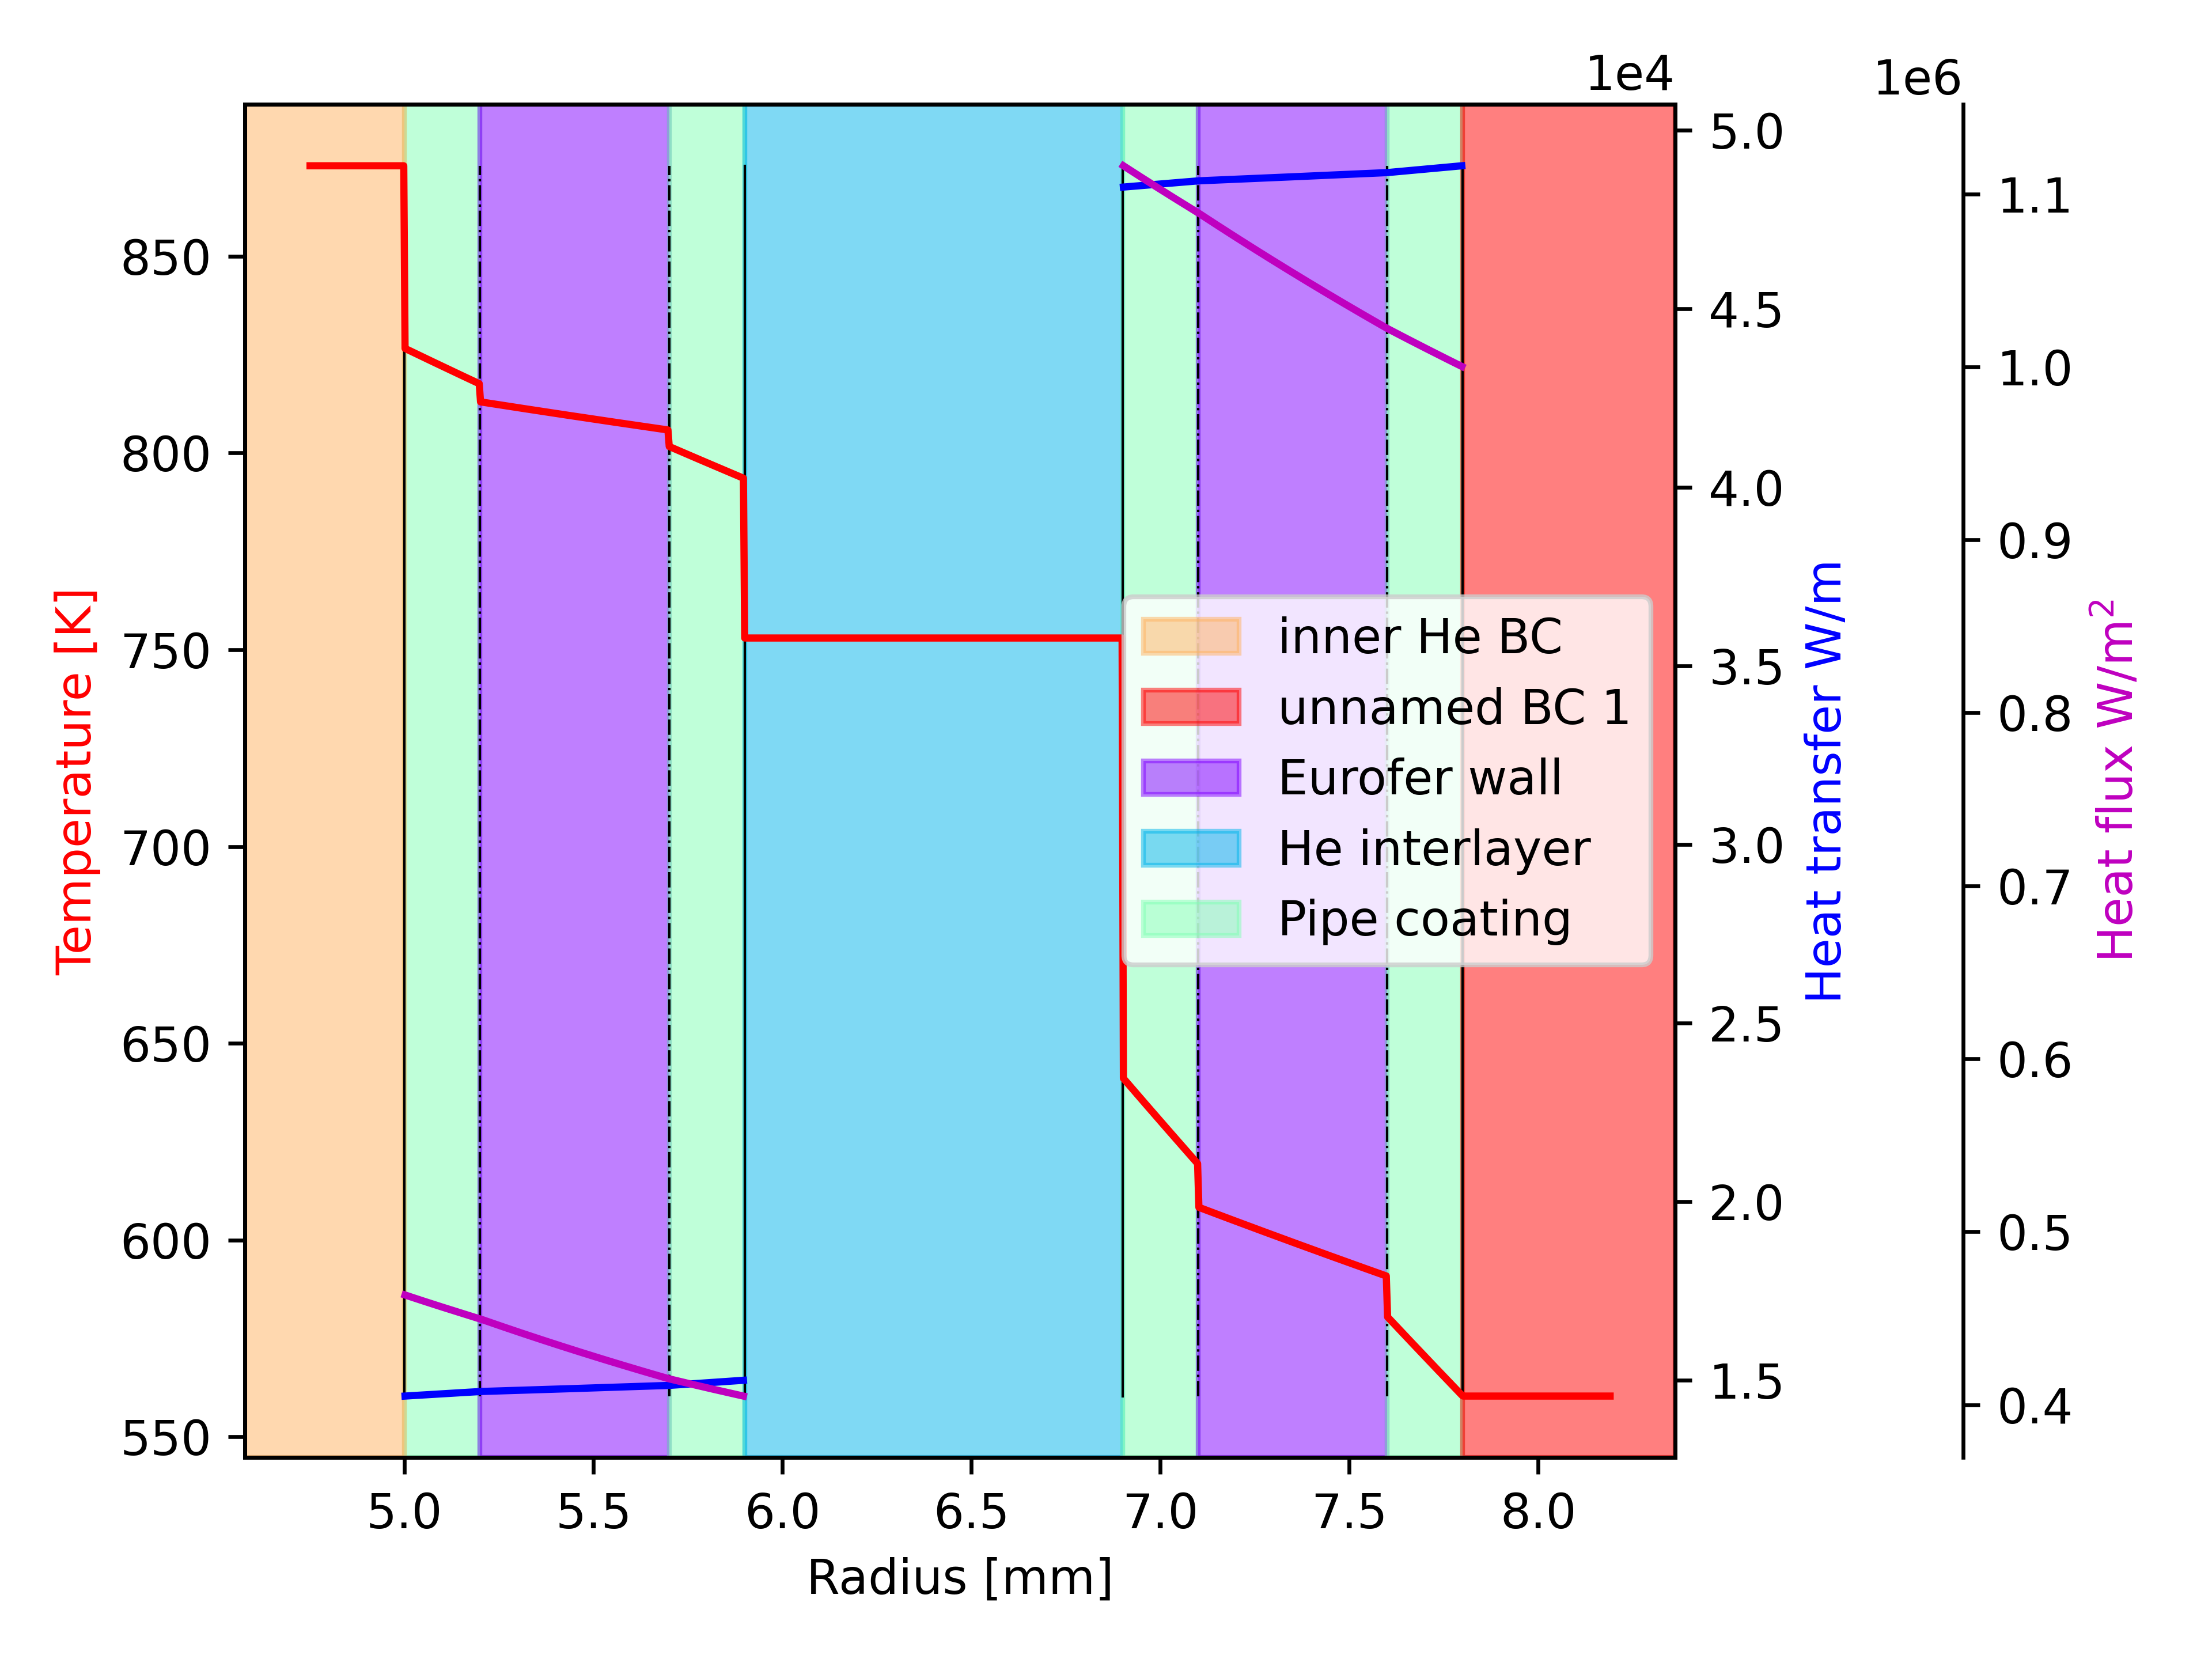 1e4
1e6
850
800
750
700
650
600
550
Temperature [K]
5.0
5.5
6.0
6.5
7.0
7.5
8.0
Radius [mm]
inner He BC
unnamed BC 1
Eurofer wall
He interlayer
Pipe coating
5.0
4.5
4.0
3.5
3.0
2.5
2.0
1.5
Heat transfer W/m
1.1
1.0
0.9
0.8
0.7
0.6
0.5
0.4
Heat flux W/m²